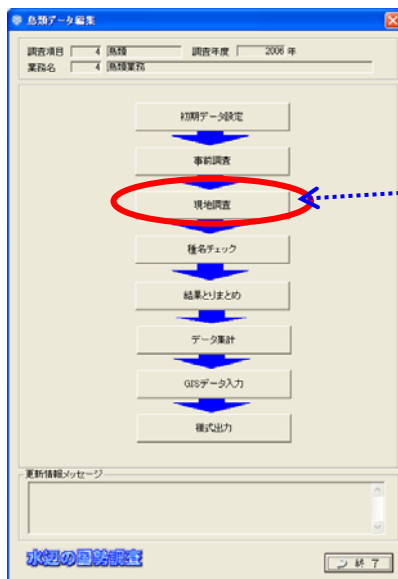 鳥類データ編集
調査項目 4 鳥類 調査年度 2006 年
業務名 4 鳥類業務
初期データ設定
事前調査
現地調査
種名チェック
結果とりまとめ
データ集計
GISデータ入力
様式出力
更新情報メッセージ
水辺の国勢調査
終 了